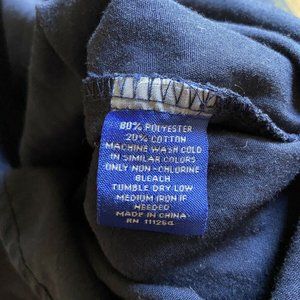 80% POLYESTER
20% COTTON
MACHINE WASH COLD
IN SIMILAR COLORS
ONLY NON-CHLORINE
BLEACH
TUMBLE DRY LOW
MEDIUM IRON IF
NEEDED
MADE IN CHINA
RN 111264